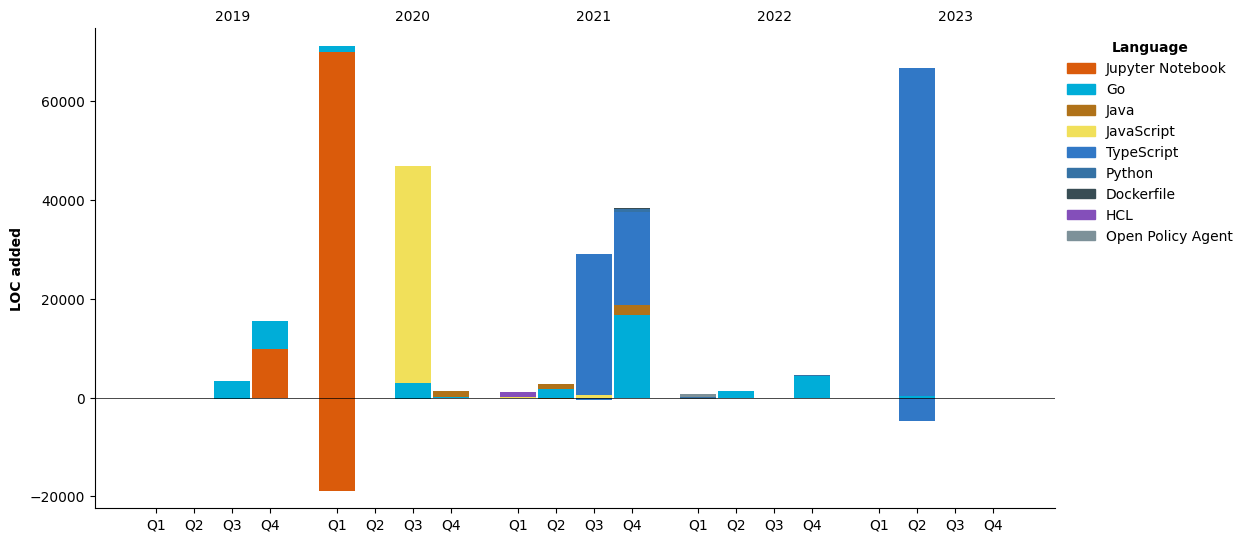 2019 2020 2021 2022 2023
LOC added
60000
40000
20000
0
−20000
Q1 Q2 Q3 Q4 Q1 Q2 Q3 Q4 Q1 Q2 Q3 Q4 Q1 Q2 Q3 Q4 Q1 Q2 Q3 Q4
Language
Jupyter Notebook
Go
Java
JavaScript
TypeScript
Python
Dockerfile
HCL
Open Policy Agent